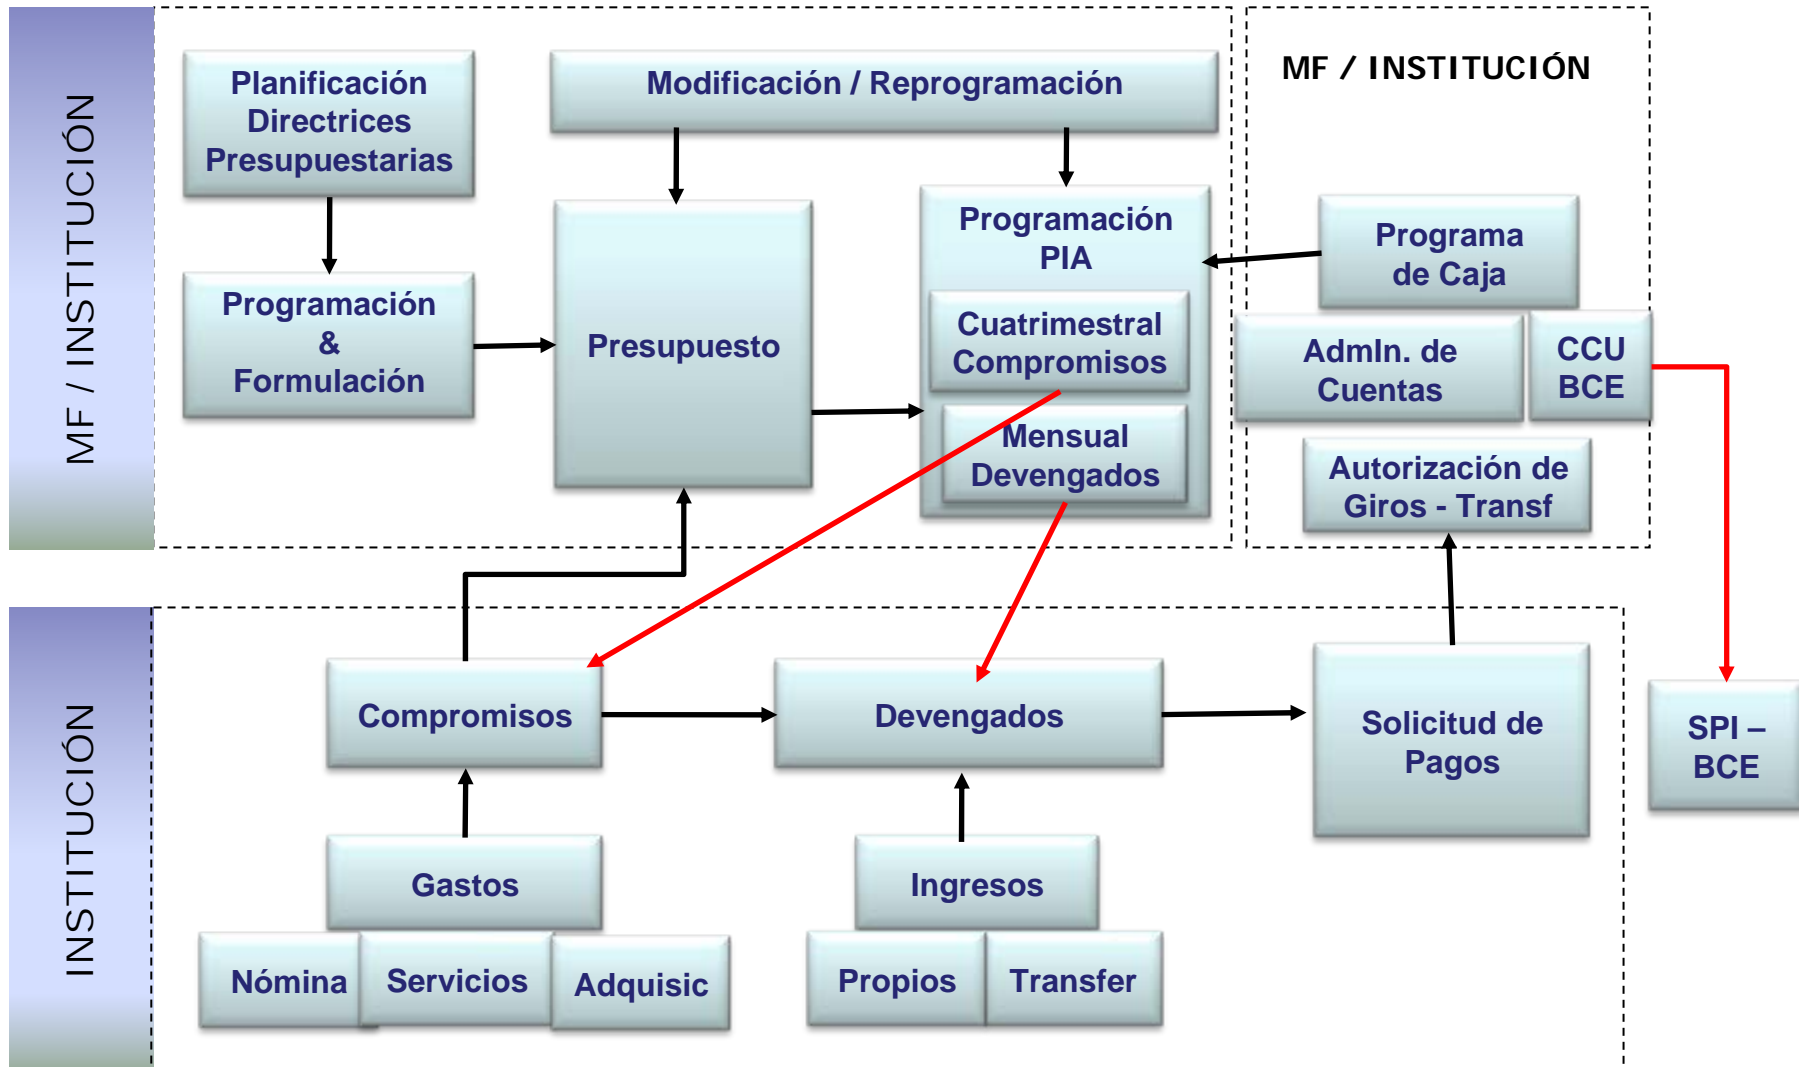 MF / INSTITUCIÓN
Planificación
Directrices
Presupuestarias
Modificación / Reprogramación
MF / INSTITUCIÓN
Programación
&
Formulación
Presupuesto
Programación
PIA
Cuatrimestral
Compromisos
Mensual
Devengados
Programa
de Caja
AdmIn. de
Cuentas
CCU
BCE
Autorización de
Giros - Transf
INSTITUCIÓN
Compromisos
Devengados
Solicitud de
Pagos
SPI –
BCE
Gastos
Ingresos
Nómina
Servicios
Adquisic
Propios
Transfer